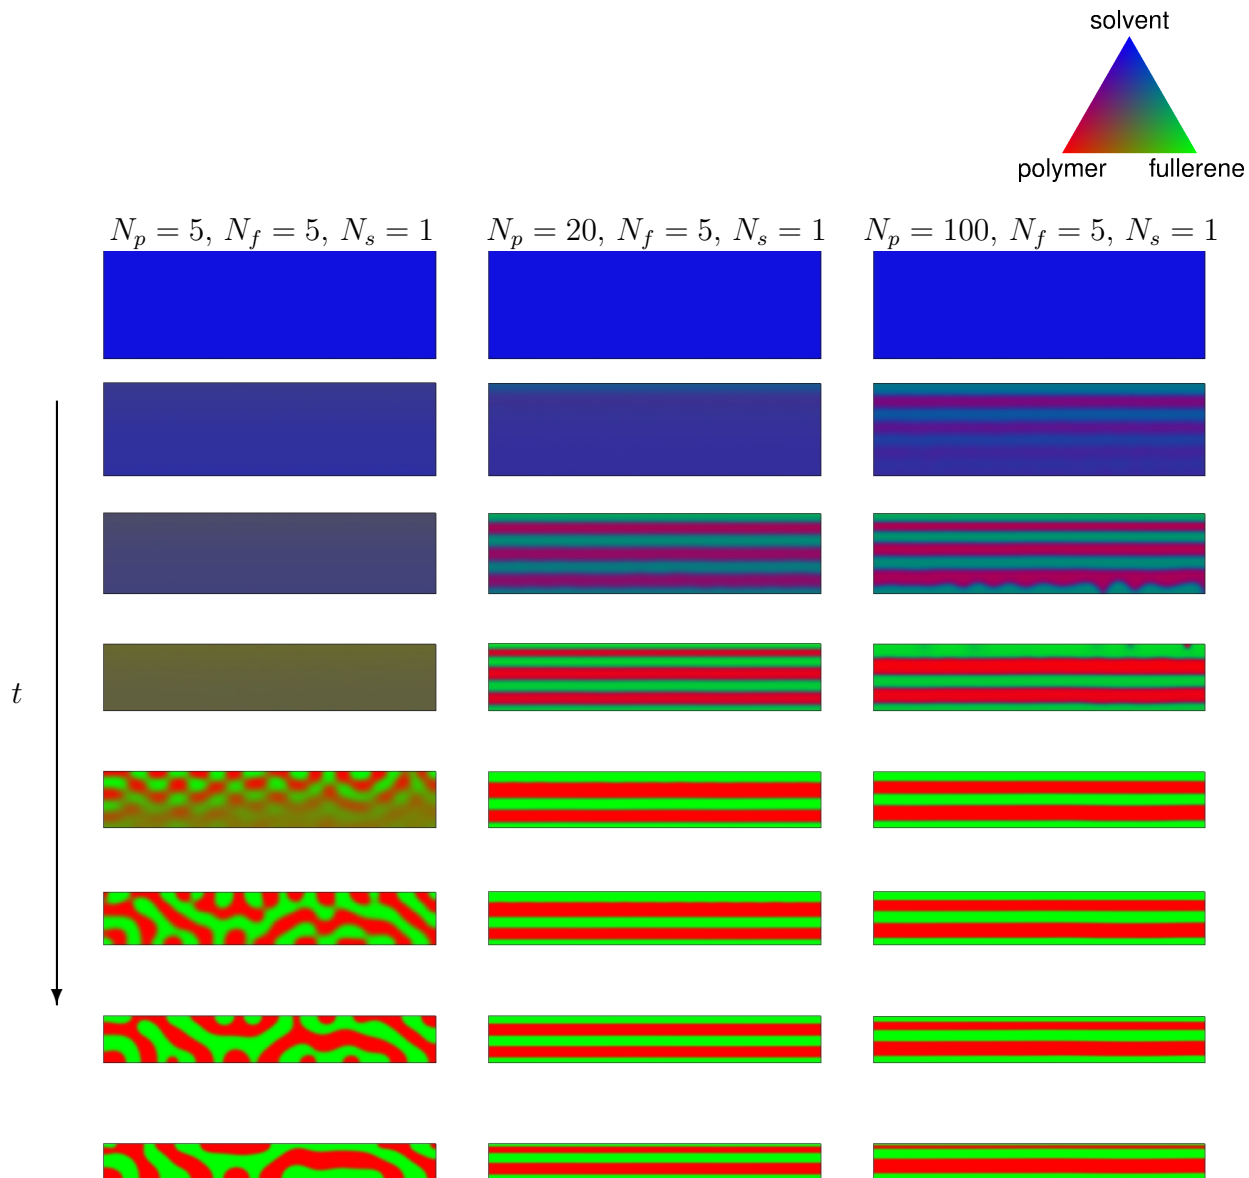 solvent
polymer fullerene
N_p = 5, N_f = 5, N_s = 1 N_p = 20, N_f = 5, N_s = 1 N_p = 100, N_f = 5, N_s = 1
t